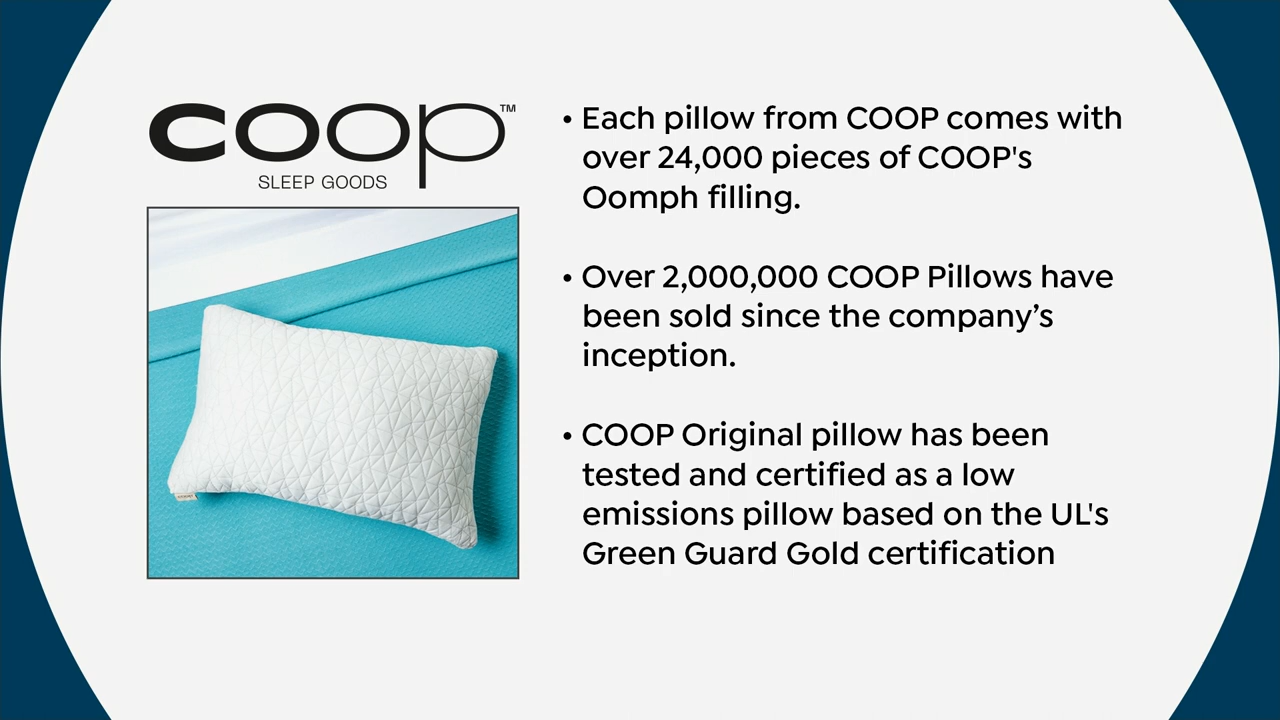 coop™
SLEEP GOODS
• Each pillow from COOP comes with
over 24,000 pieces of COOP's
Oomph filling.
• Over 2,000,000 COOP Pillows have
been sold since the company’s
inception.
• COOP Original pillow has been
tested and certified as a low
emissions pillow based on the UL's
Green Guard Gold certification